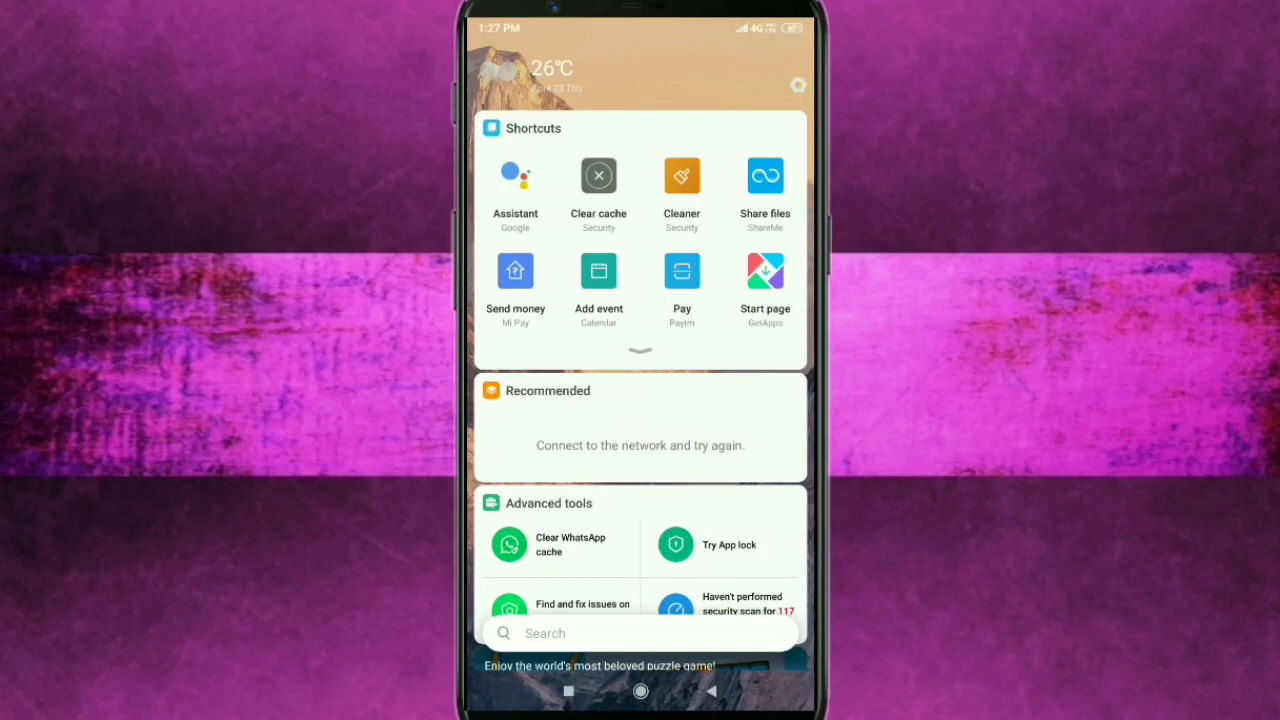 1:27 PM
4G VoLTE 40
26°C
April 23 Thu
Shortcuts
Assistant
Google
Clear cache
Security
Cleaner
Security
Share files
ShareMe
Send money
Mi Pay
Add event
Calendar
Pay
Paytm
Start page
GetApps
Recommended
Connect to the network and try again.
Advanced tools
Clear WhatsApp
cache
Try App lock
Find and fix issues on
Haven't performed
security scan for 117
Search
Enjoy the world's most beloved puzzle game!